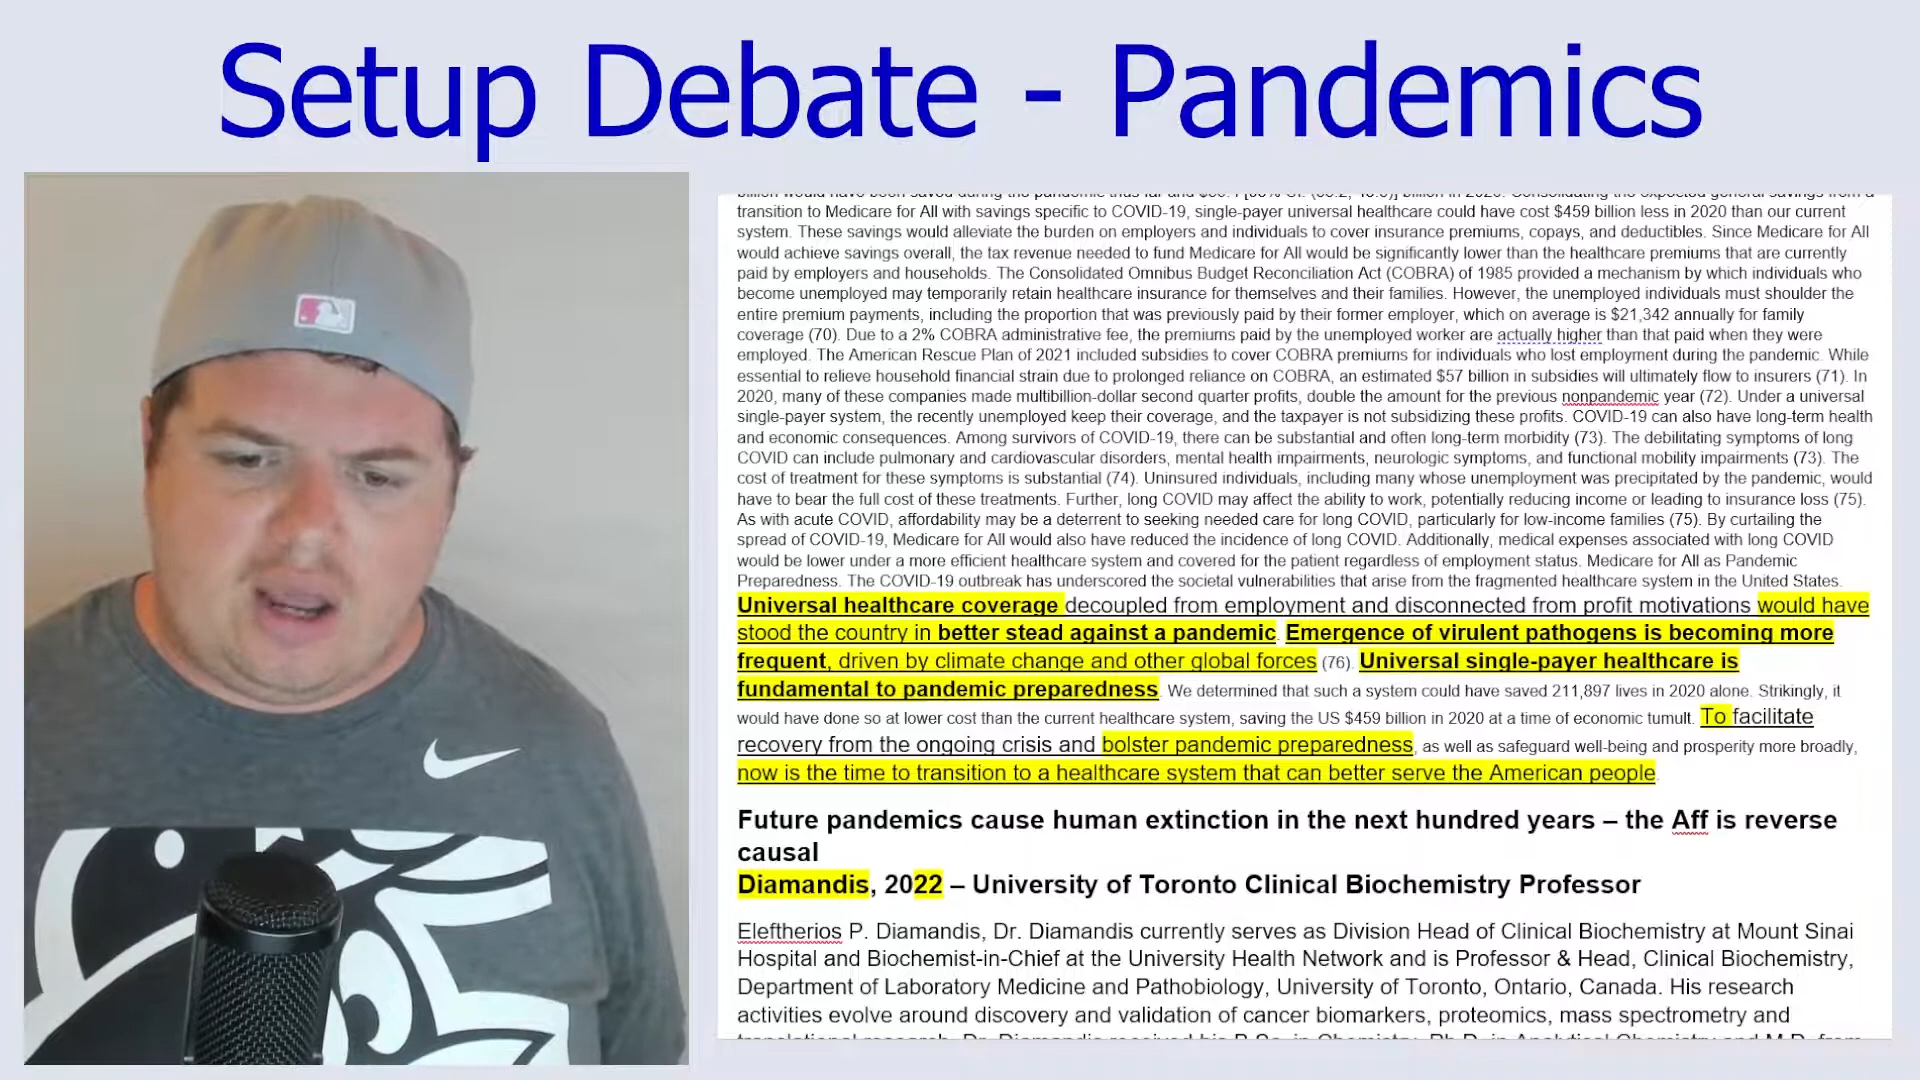 Setup Debate - Pandemics
transition to Medicare for All with savings specific to COVID-19, single-payer universal healthcare could have cost $459 billion less in 2020 than our current
system. These savings would alleviate the burden on employers and individuals to cover insurance premiums, copays, and deductibles. Since Medicare for All
would achieve savings overall, the tax revenue needed to fund Medicare for All would be significantly lower than the healthcare premiums that are currently
paid by employers and households. The Consolidated Omnibus Budget Reconciliation Act (COBRA) of 1985 provided a mechanism by which individuals who
become unemployed may temporarily retain healthcare insurance for themselves and their families. However, the unemployed individuals must shoulder the
entire premium payments, including the proportion that was previously paid by their former employer, which on average is $21,342 annually for family
coverage (70). Due to a 2% COBRA administrative fee, the premiums paid by the unemployed worker are actually higher than that paid when they were
employed. The American Rescue Plan of 2021 included subsidies to cover COBRA premiums for individuals who lost employment during the pandemic. While
essential to relieve household financial strain due to prolonged reliance on COBRA, an estimated $57 billion in subsidies will ultimately flow to insurers (71). In
2020, many of these companies made multibillion-dollar second quarter profits, double the amount for the previous nonpandemic year (72). Under a universal
single-payer system, the recently unemployed keep their coverage, and the taxpayer is not subsidizing these profits. COVID-19 can also have long-term health
and economic consequences. Among survivors of COVID-19, there can be substantial and often long-term morbidity (73). The debilitating symptoms of long
COVID can include pulmonary and cardiovascular disorders, mental health impairments, neurologic symptoms, and functional mobility impairments (73). The
cost of treatment for these symptoms is substantial (74). Uninsured individuals, including many whose unemployment was precipitated by the pandemic, would
have to bear the full cost of these treatments. Further, long COVID may affect the ability to work, potentially reducing income or leading to insurance loss (75).
As with acute COVID, affordability may be a deterrent to seeking needed care for long COVID, particularly for low-income families (75). By curtailing the
spread of COVID-19, Medicare for All would also have reduced the incidence of long COVID. Additionally, medical expenses associated with long COVID
would be lower under a more efficient healthcare system and covered for the patient regardless of employment status. Medicare for All as Pandemic
Preparedness. The COVID-19 outbreak has underscored the societal vulnerabilities that arise from the fragmented healthcare system in the United States.
Universal healthcare coverage decoupled from employment and disconnected from profit motivations would have
stood the country in better stead against a pandemic. Emergence of virulent pathogens is becoming more
frequent, driven by climate change and other global forces (76). Universal single-payer healthcare is
fundamental to pandemic preparedness. We determined that such a system could have saved 211,897 lives in 2020 alone. Strikingly, it
would have done so at lower cost than the current healthcare system, saving the US $459 billion in 2020 at a time of economic tumult. To facilitate
recovery from the ongoing crisis and bolster pandemic preparedness, as well as safeguard well-being and prosperity more broadly,
now is the time to transition to a healthcare system that can better serve the American people.
Future pandemics cause human extinction in the next hundred years – the Aff is reverse
causal
Diamandis, 2022 – University of Toronto Clinical Biochemistry Professor
Eleftherios P. Diamandis, Dr. Diamandis currently serves as Division Head of Clinical Biochemistry at Mount Sinai
Hospital and Biochemist-in-Chief at the University Health Network and is Professor & Head, Clinical Biochemistry,
Department of Laboratory Medicine and Pathobiology, University of Toronto, Ontario, Canada. His research
activities evolve around discovery and validation of cancer biomarkers, proteomics, mass spectrometry and